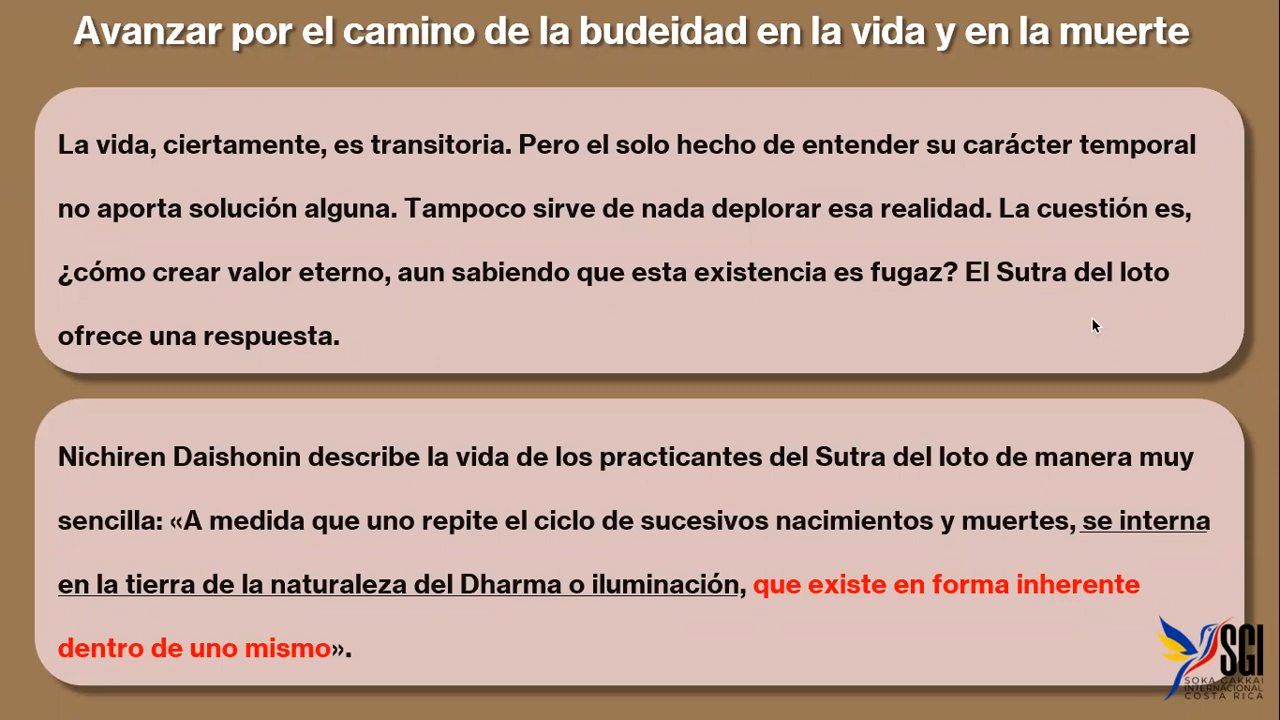 Avanzar por el camino de la budeidad en la vida y en la muerte
La vida, ciertamente, es transitoria. Pero el solo hecho de entender su carácter temporal
no aporta solución alguna. Tampoco sirve de nada deplorar esa realidad. La cuestión es,
¿cómo crear valor eterno, aun sabiendo que esta existencia es fugaz? El Sutra del loto
ofrece una respuesta.
Nichiren Daishonin describe la vida de los practicantes del Sutra del loto de manera muy
sencilla: «A medida que uno repite el ciclo de sucesivos nacimientos y muertes, se interna
en la tierra de la naturaleza del Dharma o iluminación, que existe en forma inherente
dentro de uno mismo».
SGI
SOKA GAKKAI
INTERNACIONAL
COSTA RICA